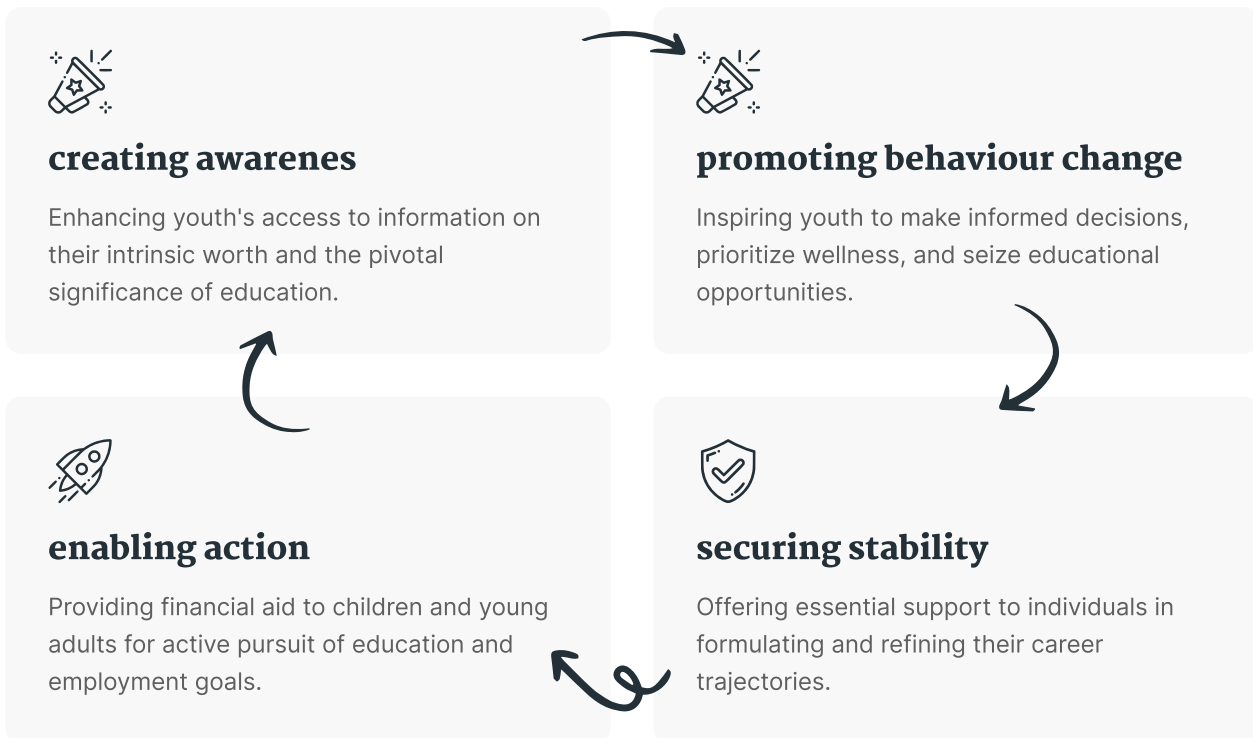 creating awarenes
Enhancing youth's access to information on
their intrinsic worth and the pivotal
significance of education.
promoting behaviour change
Inspiring youth to make informed decisions,
prioritize wellness, and seize educational
opportunities.
enabling action
Providing financial aid to children and young
adults for active pursuit of education and
employment goals.
securing stability
Offering essential support to individuals in
formulating and refining their career
trajectories.